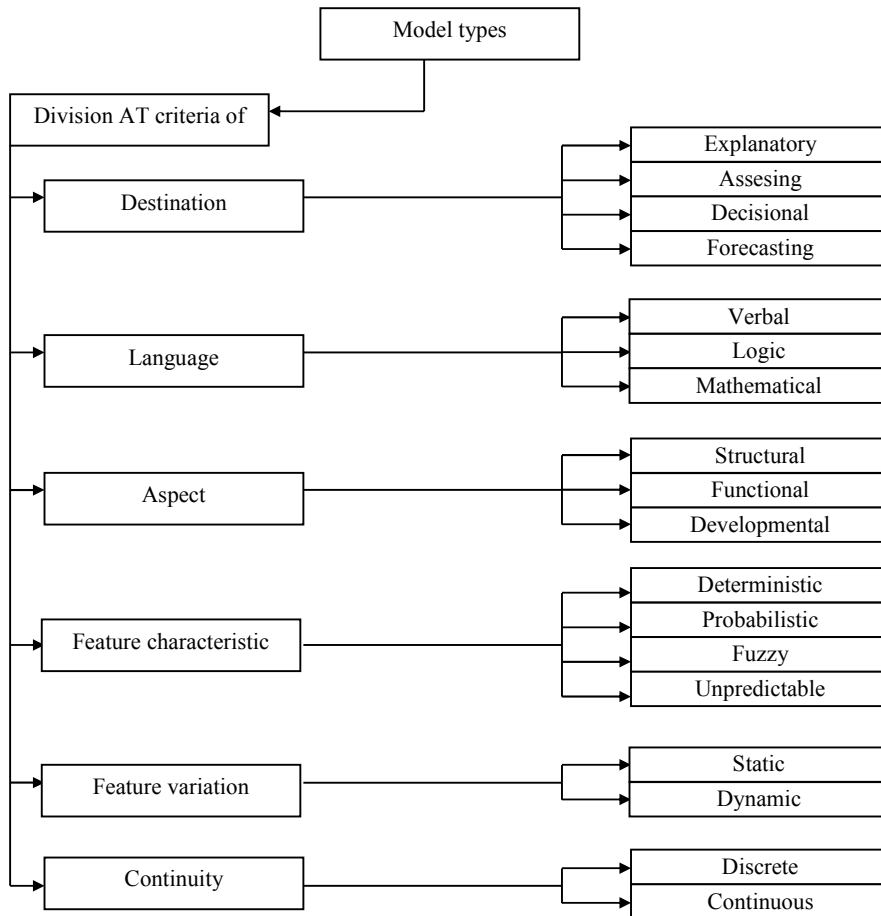 Model types
Division AT criteria of
Destination
Explanatory
Assesing
Decisional
Forecasting
Language
Verbal
Logic
Mathematical
Aspect
Structural
Functional
Developmental
Feature characteristic
Deterministic
Probabilistic
Fuzzy
Unpredictable
Feature variation
Static
Dynamic
Continuity
Discrete
Continuous